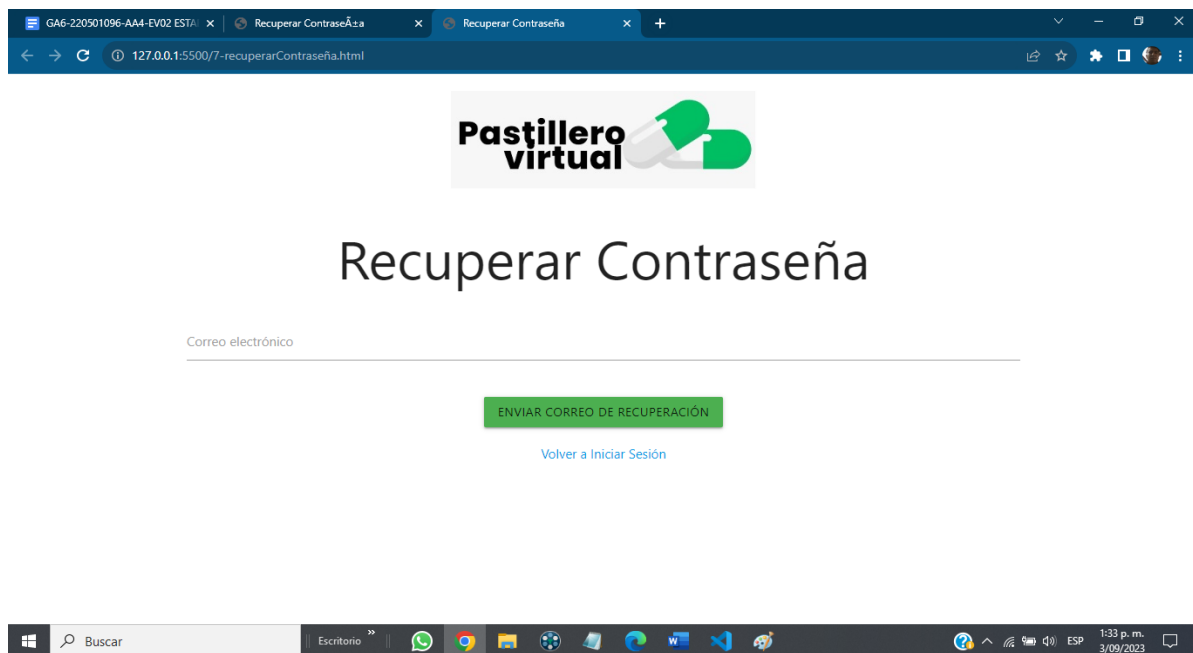 GA6-220501096-AA4-EV02 ESTA
Recuperar ContraseÃ±a
Recuperar Contraseña
127.0.0.1:5500/7-recuperarContraseña.html
Pastillero
virtual
Recuperar Contraseña
Correo electrónico
ENVIAR CORREO DE RECUPERACIÓN
Volver a Iniciar Sesión
Buscar
Escritorio
ESP
1:33 p. m.
3/09/2023